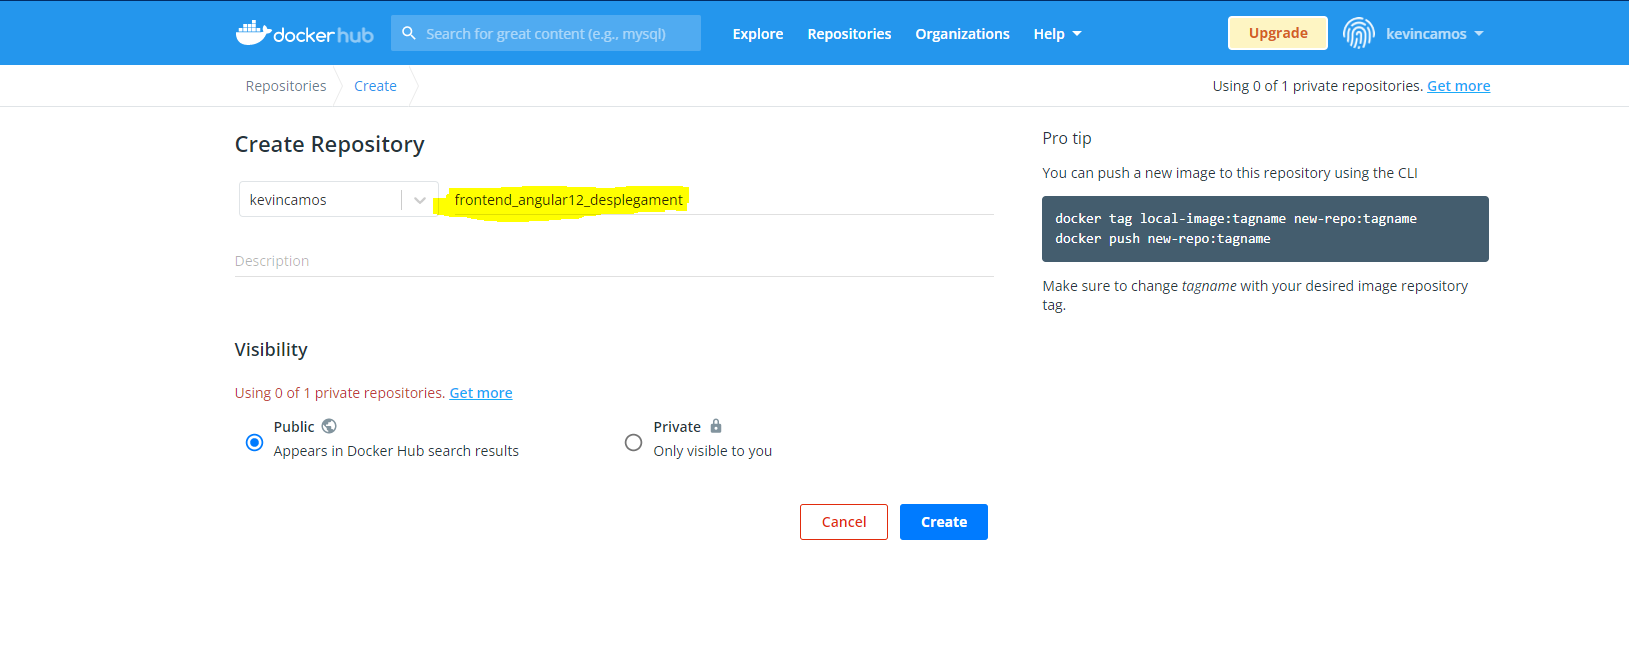 dockerhub
Search for great content (e.g., mysql)
Explore
Repositories
Organizations
Help
Upgrade
kevincamos
Repositories
Create
Using 0 of 1 private repositories. Get more
Create Repository
kevincamos
frontend_angular12_desplegament
Description
Visibility
Using 0 of 1 private repositories. Get more
Public
Appears in Docker Hub search results
Private
Only visible to you
Cancel
Create
Pro tip
You can push a new image to this repository using the CLI
docker tag local-image:tagname new-repo:tagname
docker push new-repo:tagname
Make sure to change tagname with your desired image repository
tag.